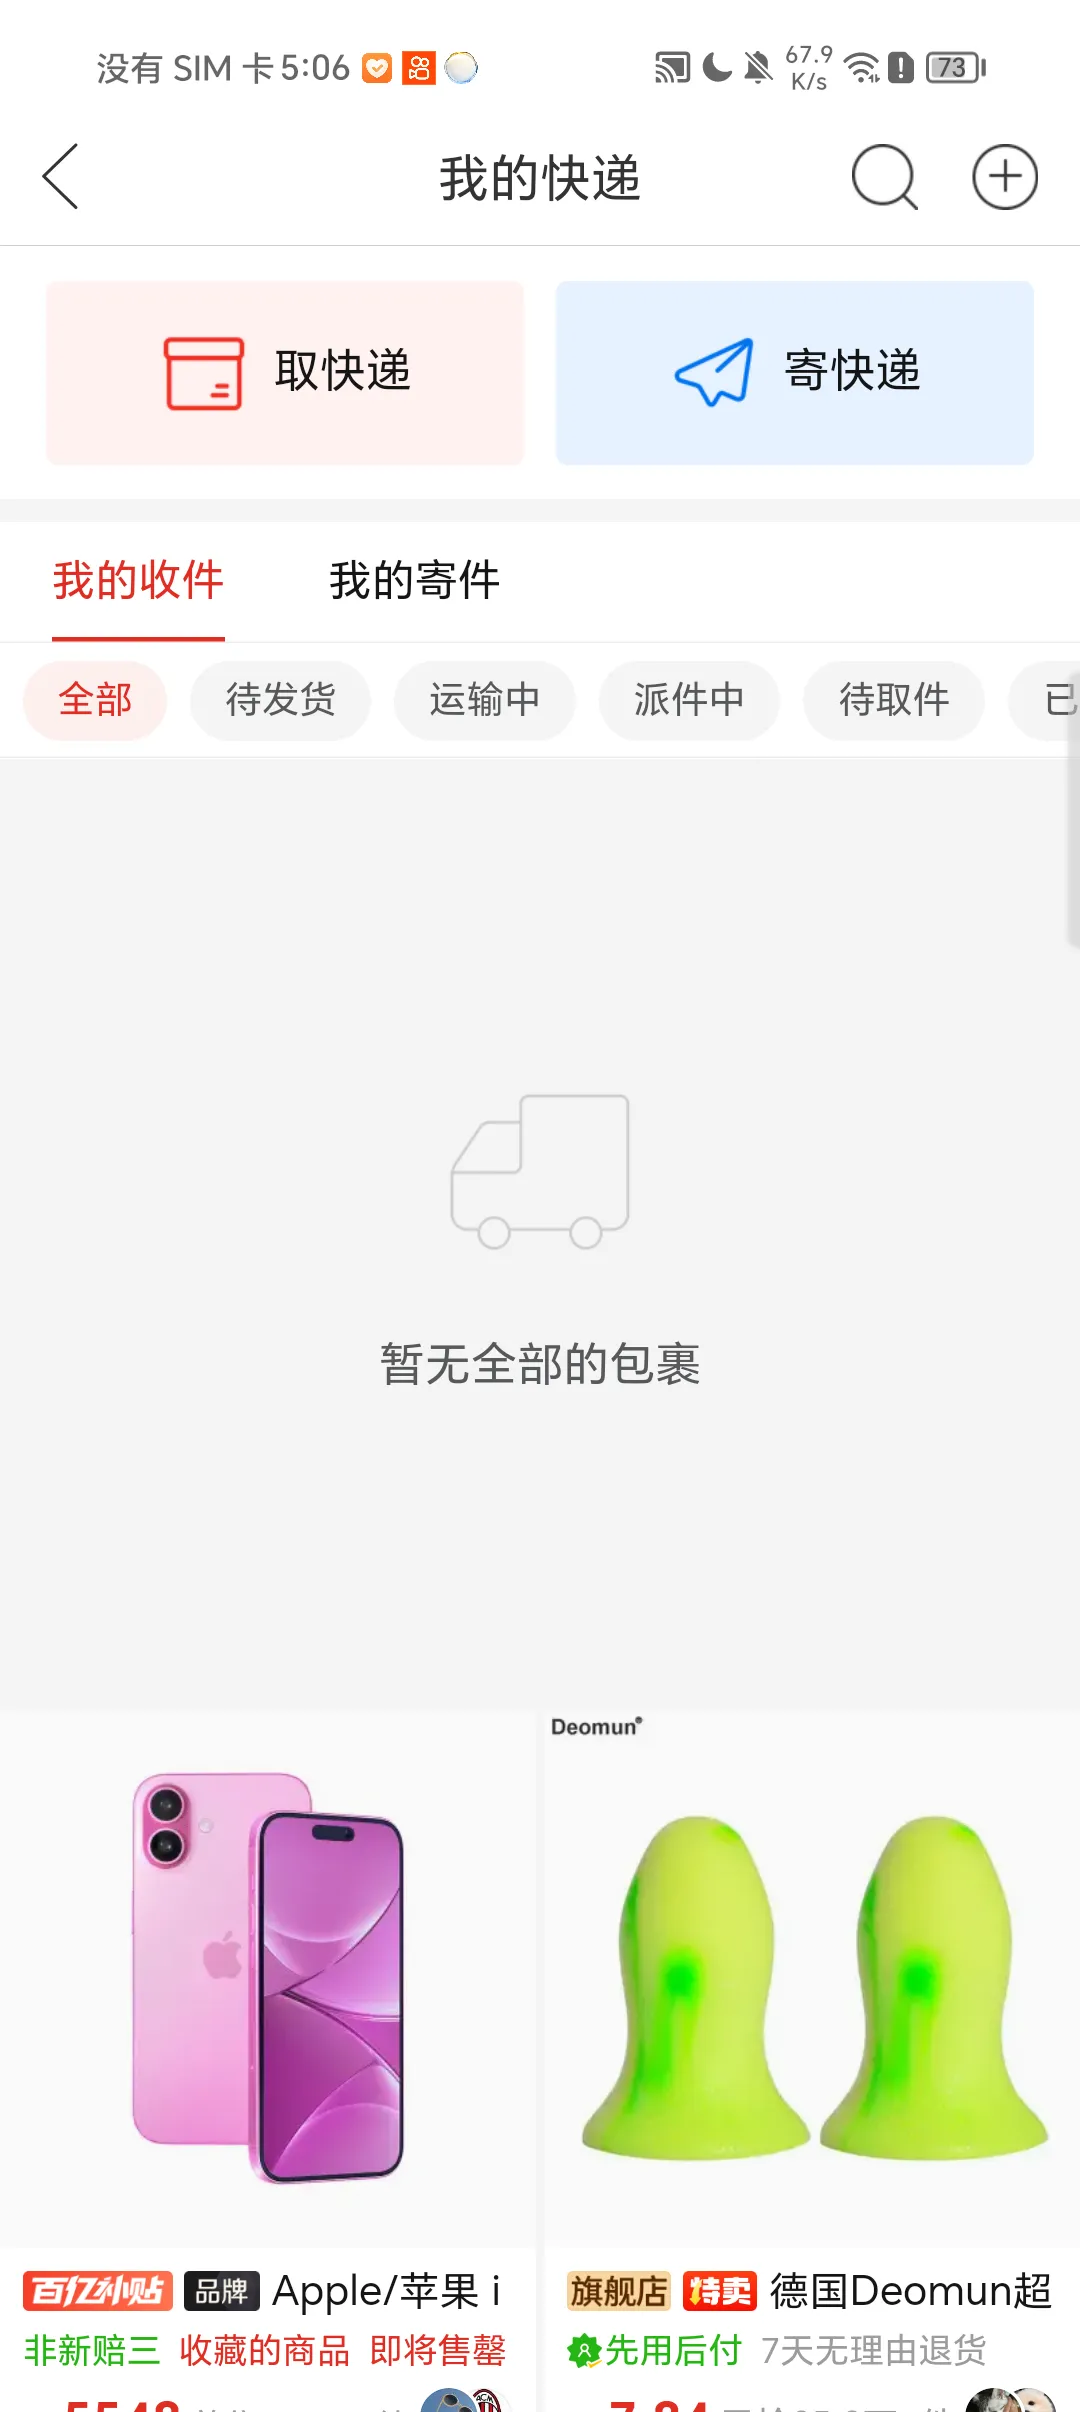 没有 SIM 卡 5:06
67.9
K/s
73
我的快递
取快递
寄快递
我的收件
我的寄件
全部
待发货
运输中
派件中
待取件
已
暂无全部的包裹
Deomun®
百亿补贴 品牌 Apple/苹果 i
非新赔三 收藏的商品 即将售罄
旗舰店 特卖 德国Deomun超
先用后付 7天无理由退货